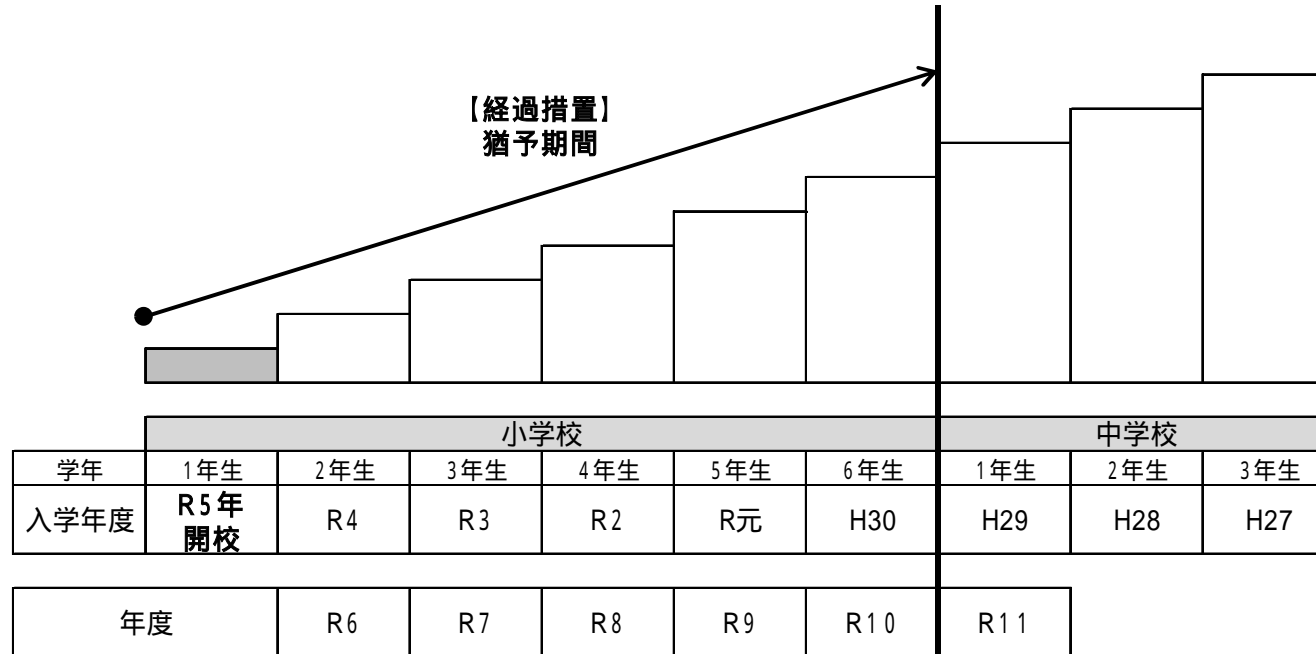 【経過措置】
猶予期間
小学校 中学校
学年 1年生 2年生 3年生 4年生 5年生 6年生 1年生 2年生 3年生
入学年度 R5年開校 R4 R3 R2 R元 H30 H29 H28 H27
年度 R6 R7 R8 R9 R10 R11